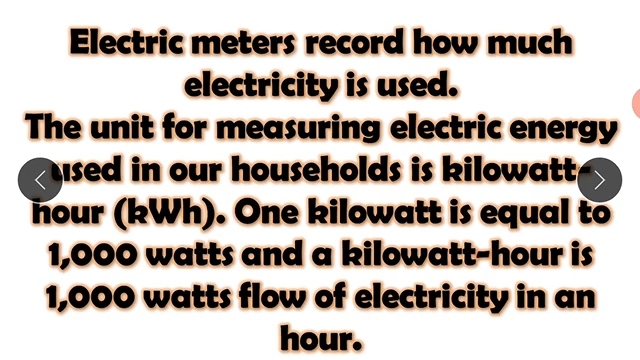 Electric meters record how much
electricity is used.
The unit for measuring electric energy
used in our households is kilowatt-
hour (kWh). One kilowatt is equal to
1,000 watts and a kilowatt-hour is
1,000 watts flow of electricity in an
hour.